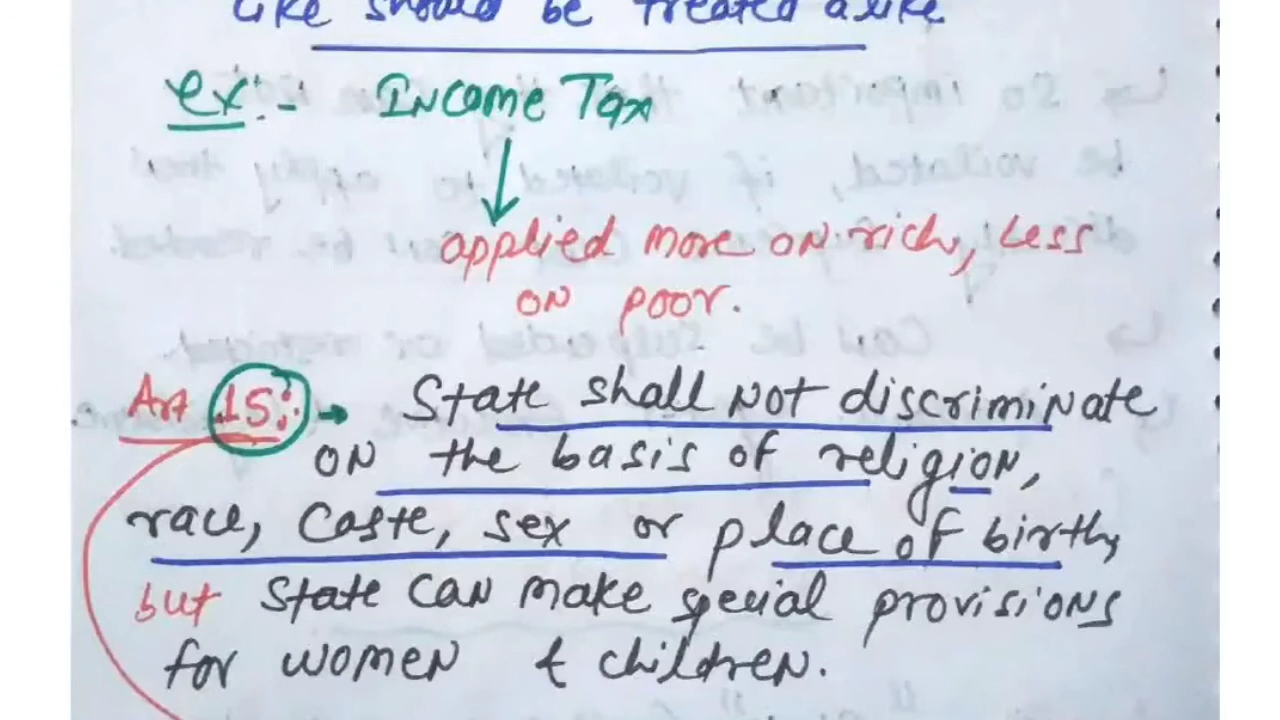 Like should be treated alike
ex:- Income Tax
applied more on rich, Less
on poor.
Art 15: → State shall not discriminate
on the basis of religion,
race, Caste, sex or place of birth,
but State can make special provisions
for women & children.